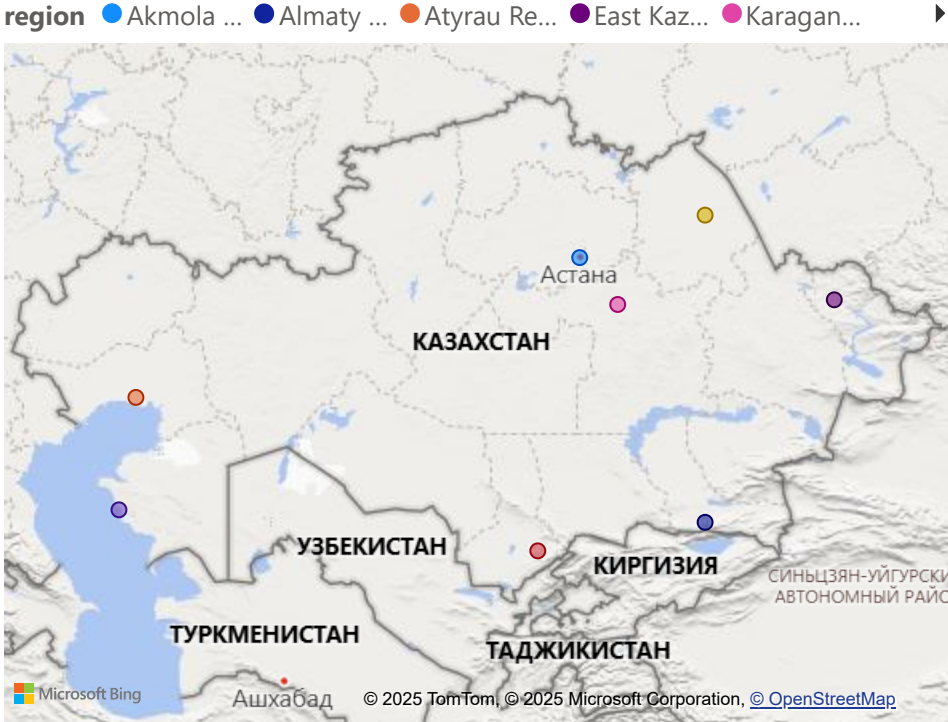 region Akmola ... Almaty ... Atyrau Re... East Kaz... Karagan...
Астана
КАЗАХСТАН
УЗБЕКИСТАН
КИРГИЗИЯ
СИНЬЦЗЯН-УЙГУРСКИ
АВТОНОМНЫЙ РАЙО
ТУРКМЕНИСТАН
ТАДЖИКИСТАН
Ашхабад
Microsoft Bing
© 2025 TomTom, © 2025 Microsoft Corporation, © OpenStreetMap